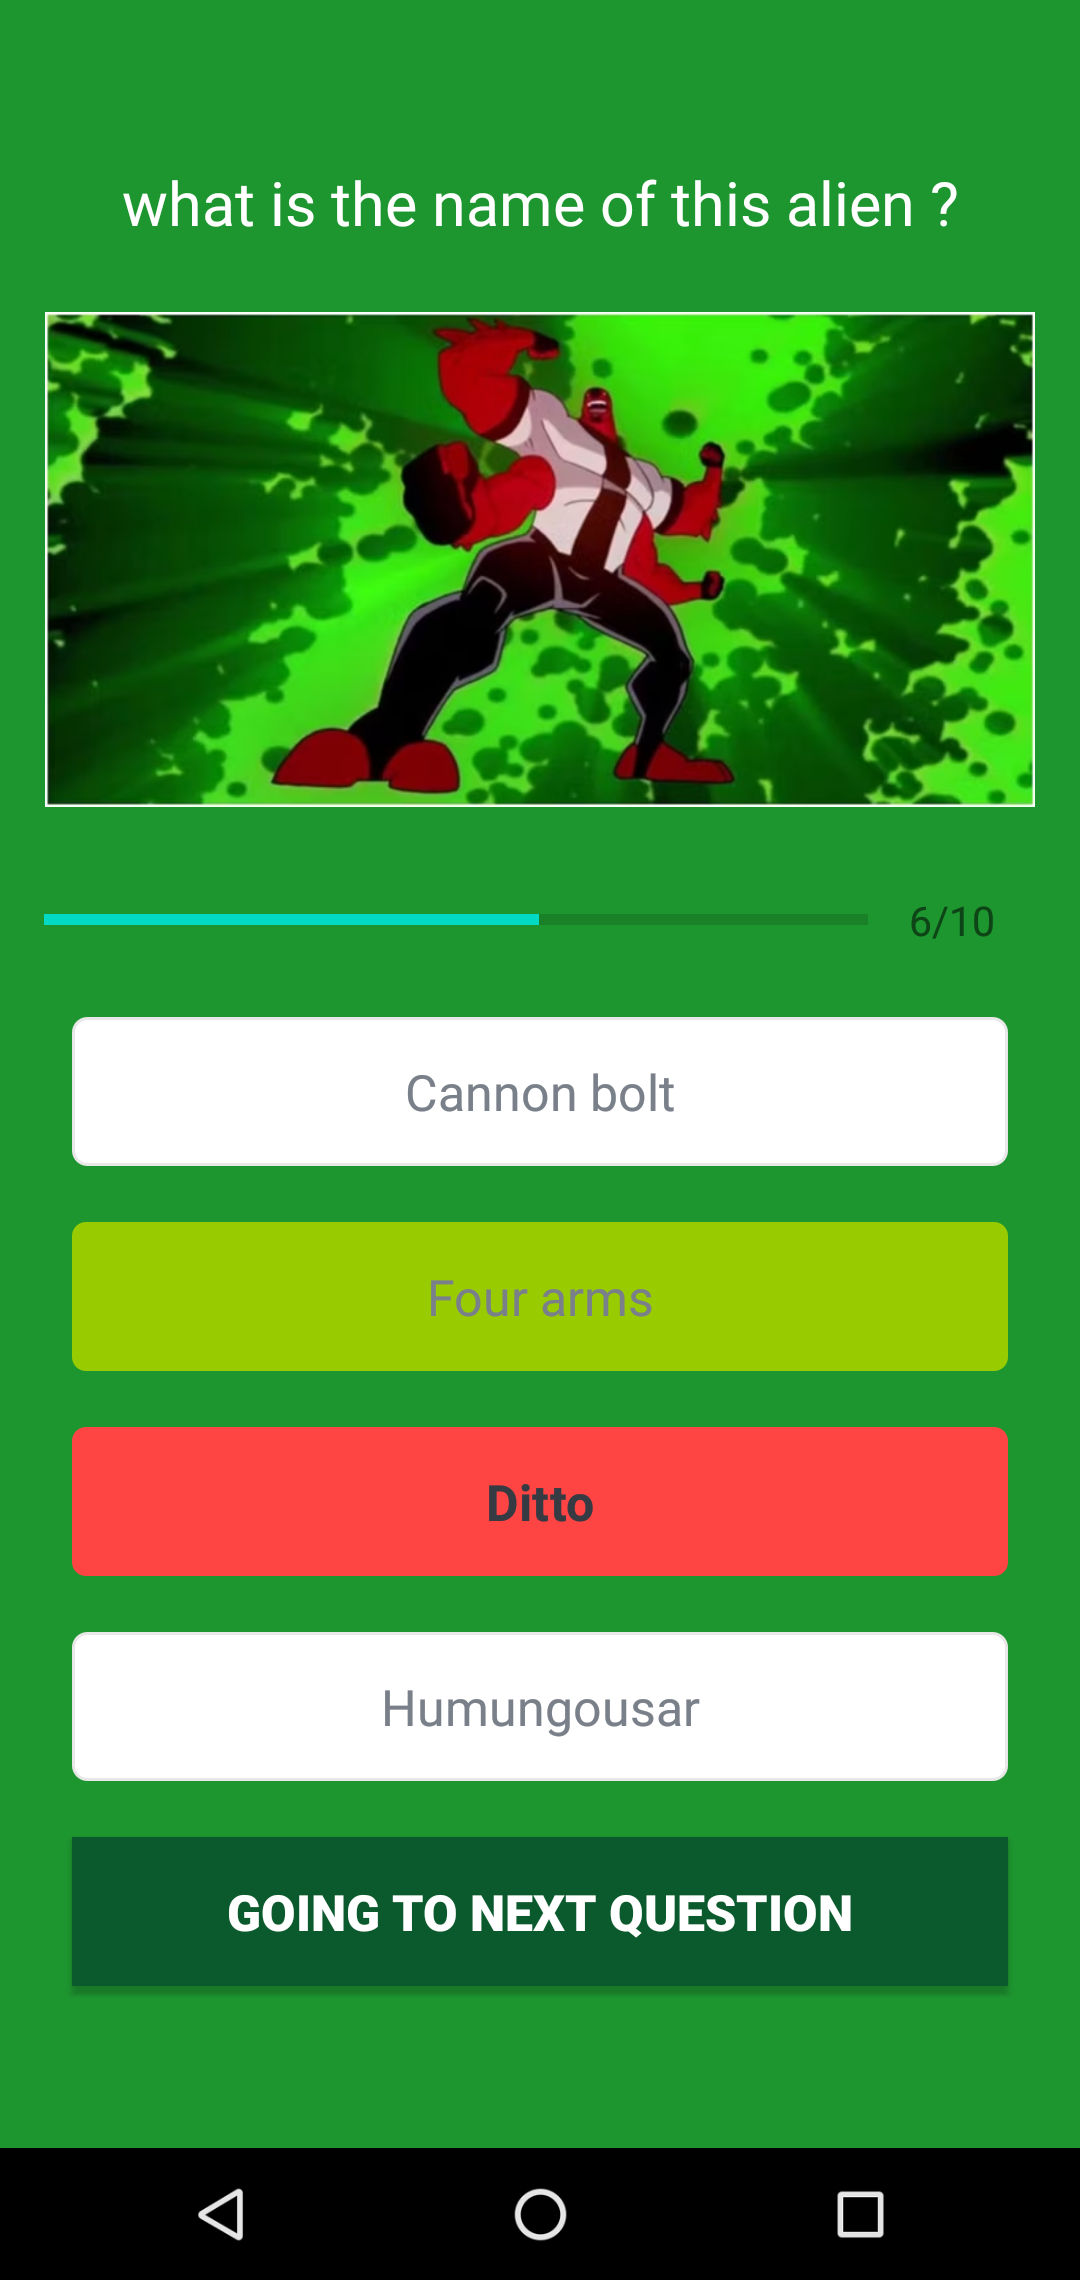 what is the name of this alien ?
6/10
Cannon bolt
Four arms
Ditto
Humungousar
GOING TO NEXT QUESTION